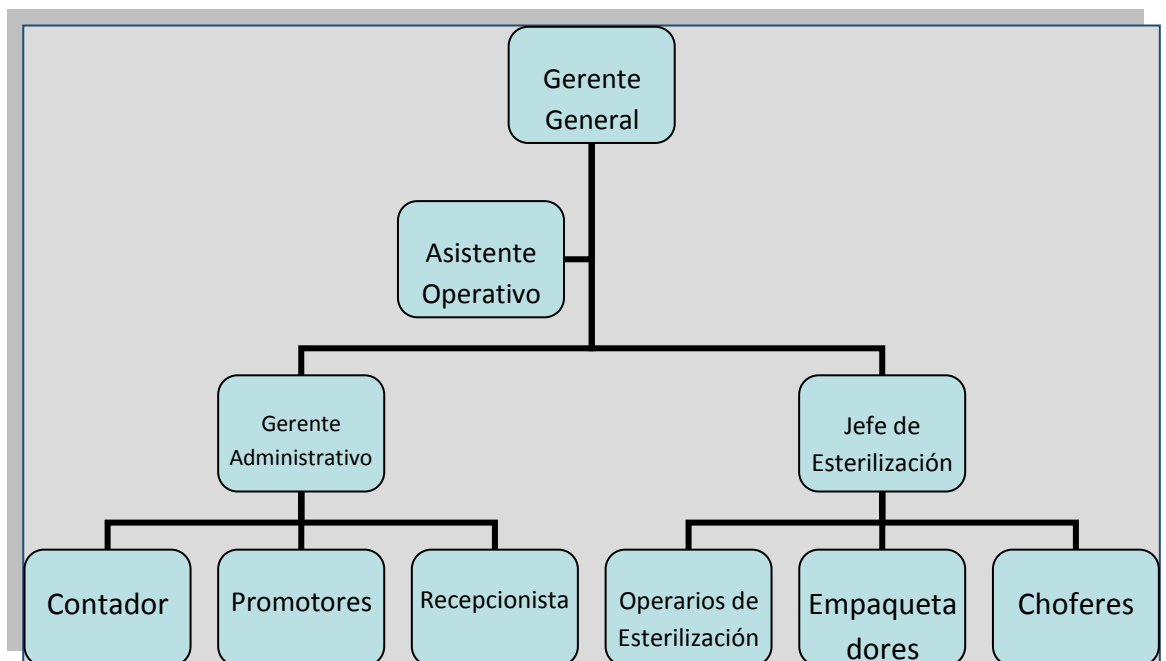 Gerente
General
Asistente
Operativo
Gerente
Administrativo
Jefe de
Esterilización
Contador
Promotores
Recepcionista
Operarios de
Esterilización
Empaqueta
dores
Choferes